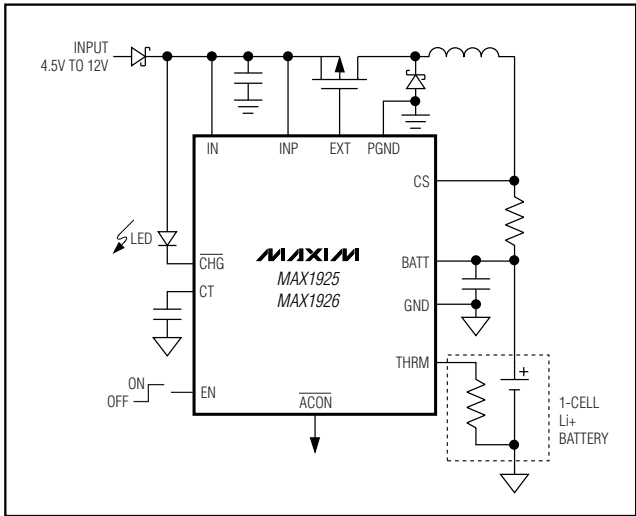 INPUT
4.5V TO 12V
IN
INP
EXT
PGND
CS
LED
CHG
MAXIM
MAX1925
MAX1926
BATT
CT
GND
THRM
ON
OFF
EN
ACON
+
1-CELL
Li+
BATTERY